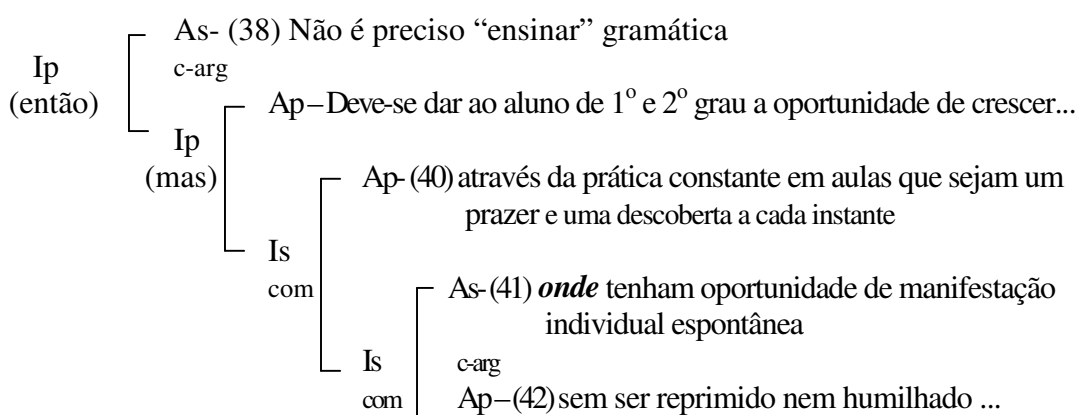 As- (38) Não é preciso “ensinar” gramática
Ip c-arg
(então) Ap–Deve-se dar ao aluno de 1º e 2º grau a oportunidade de crescer...
Ip
(mas) Ap- (40) através da prática constante em aulas que sejam um
prazer e uma descoberta a cada instante
Is
com As- (41) onde tenham oportunidade de manifestação
individual espontânea
Is c-arg
com Ap–(42) sem ser reprimido nem humilhado ...